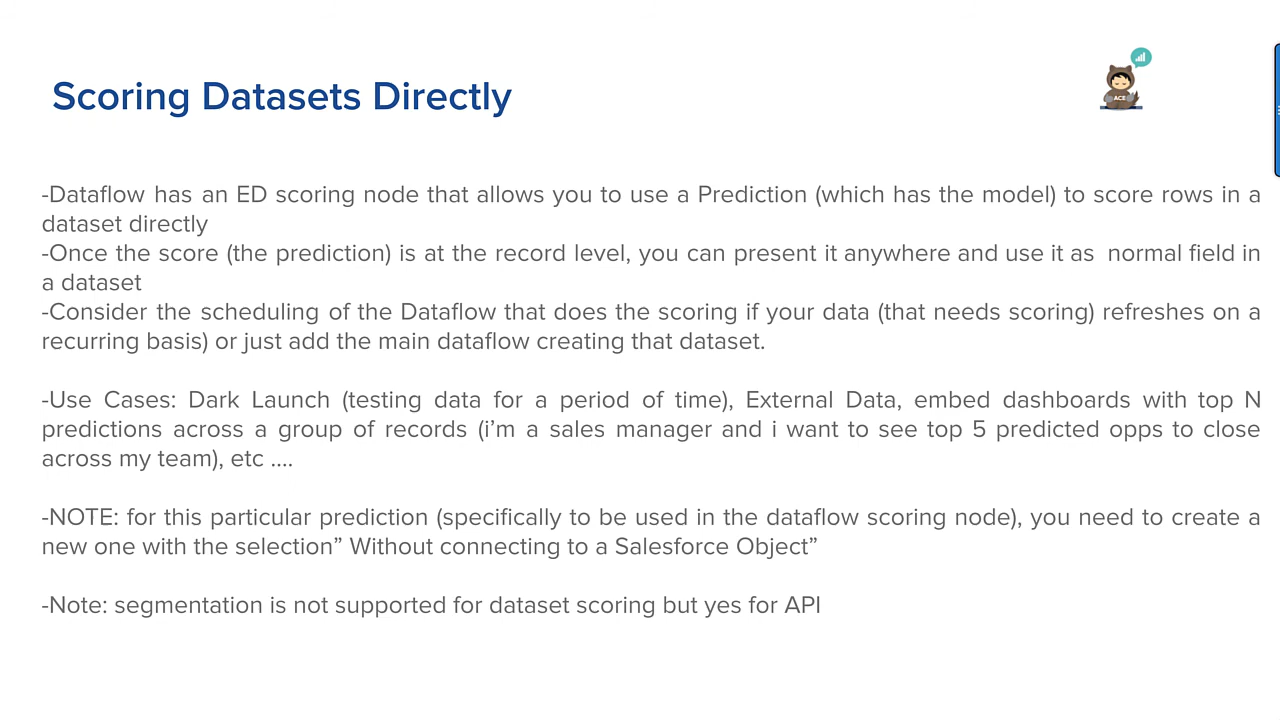 Scoring Datasets Directly
ACE
-Dataflow has an ED scoring node that allows you to use a Prediction (which has the model) to score rows in a
dataset directly
-Once the score (the prediction) is at the record level, you can present it anywhere and use it as  normal field in
a dataset
-Consider the scheduling of the Dataflow that does the scoring if your data (that needs scoring) refreshes on a
recurring basis) or just add the main dataflow creating that dataset.
-Use Cases: Dark Launch (testing data for a period of time), External Data, embed dashboards with top N
predictions across a group of records (i’m a sales manager and i want to see top 5 predicted opps to close
across my team), etc ....
-NOTE: for this particular prediction (specifically to be used in the dataflow scoring node), you need to create a
new one with the selection” Without connecting to a Salesforce Object”
-Note: segmentation is not supported for dataset scoring but yes for API